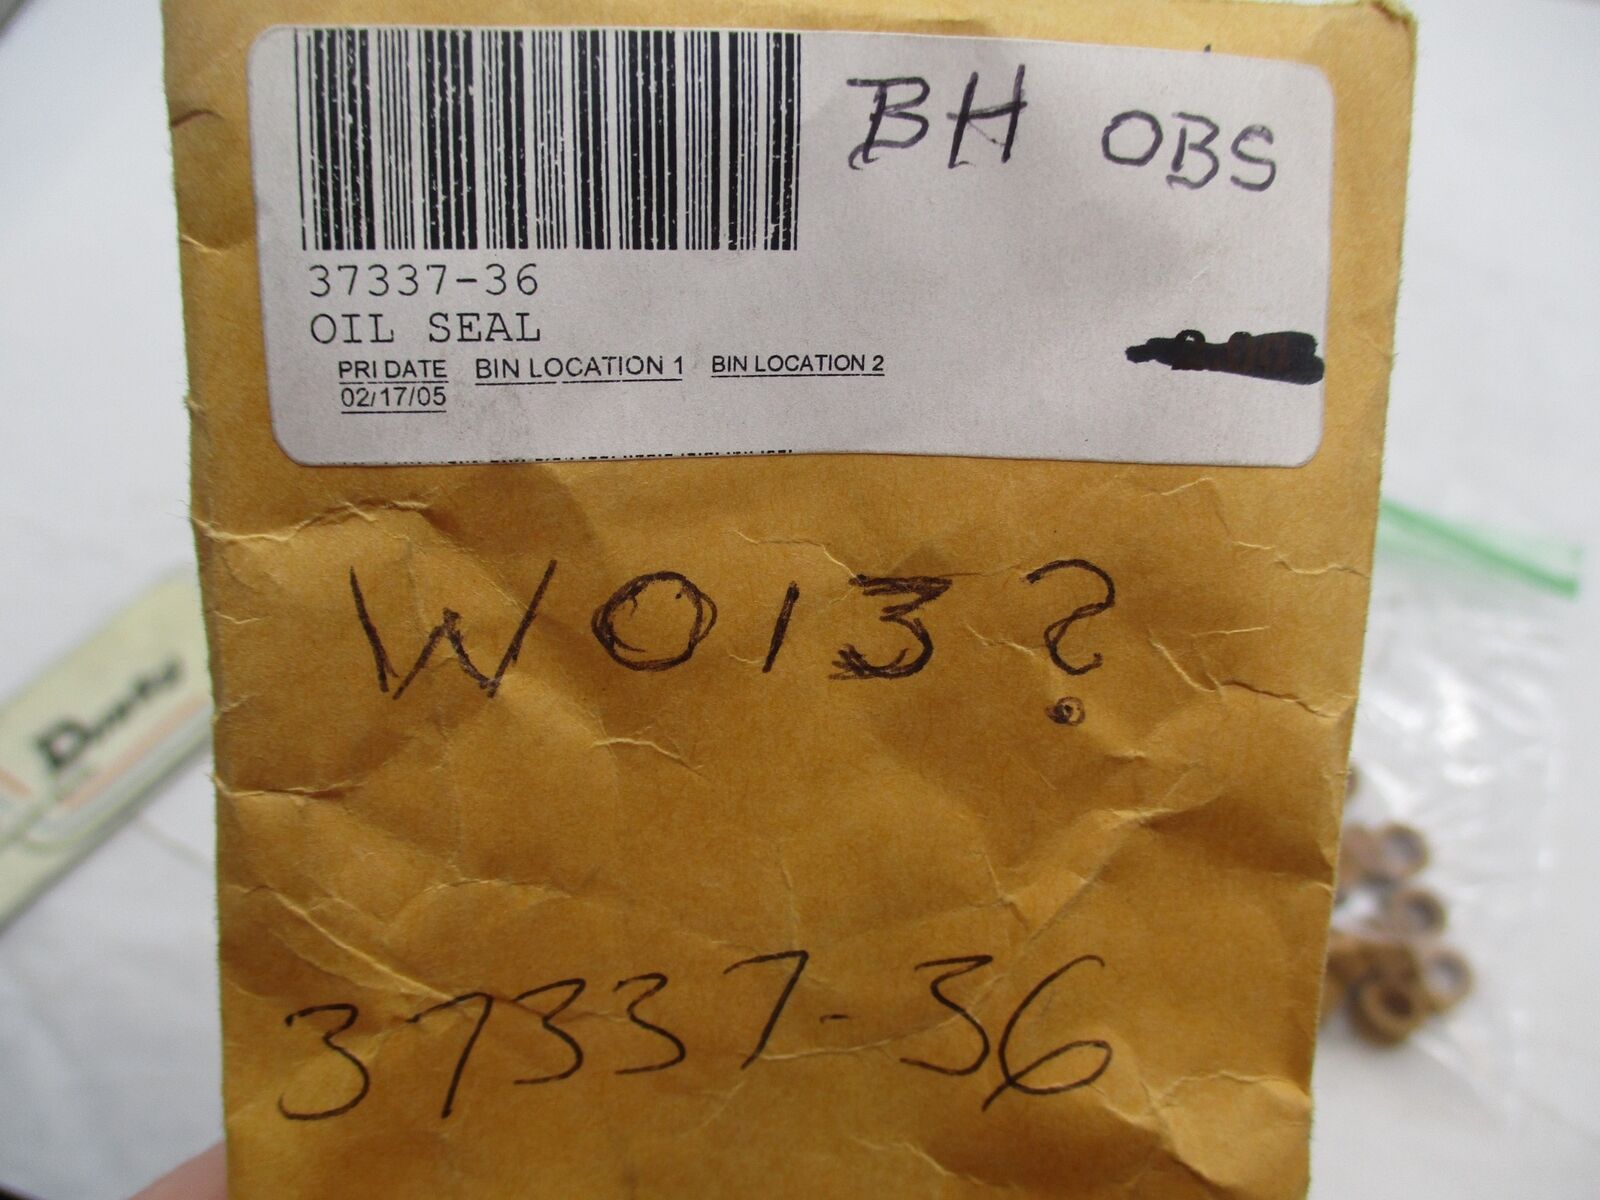 BH OBS
37337-36
OIL SEAL
PRI DATE BIN LOCATION 1 BIN LOCATION 2
02/17/05
W013?
37337-36